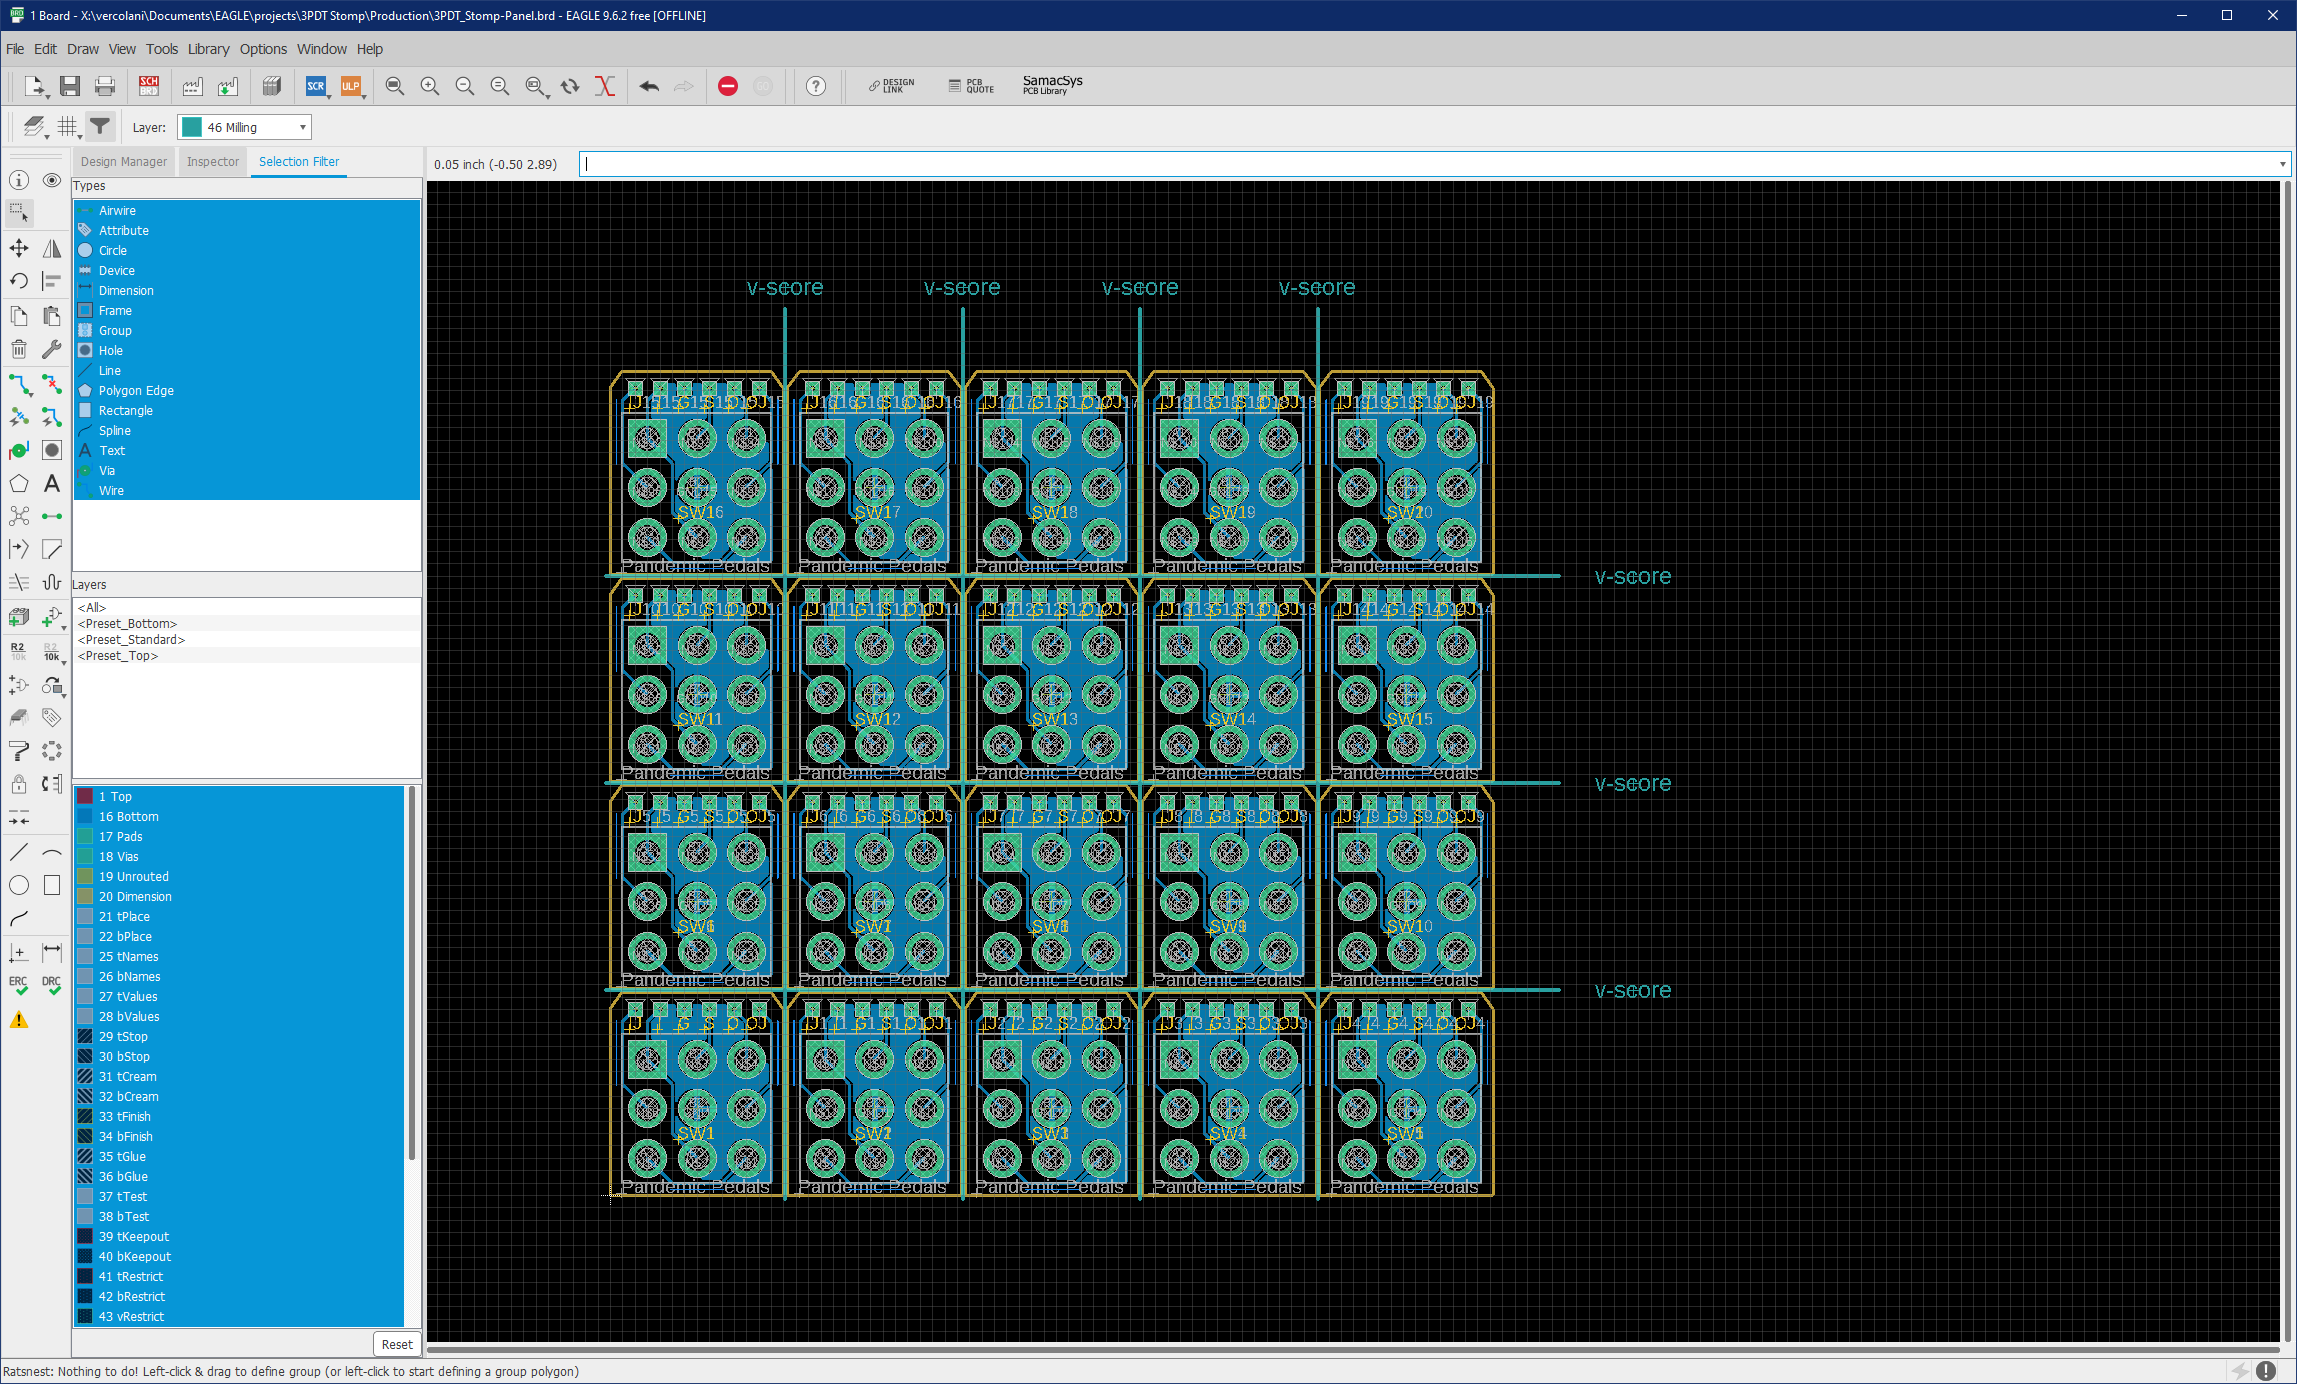 1 Board - X:\vercolani\Documents\EAGLE\projects\3PDT Stomp\Production\3PDT_Stomp-Panel.brd - EAGLE 9.6.2 free [OFFLINE]
File Edit Draw View Tools Library Options Window Help
SCH BRD SCR ULP DESIGN LINK PCB QUOTE SamacSys PCB Library
Layer: 46 Milling
Design Manager Inspector Selection Filter
0.05 inch (-0.50 2.89)
Types
Airwire
Attribute
Circle
Device
Dimension
Frame
Group
Hole
Line
Polygon Edge
Rectangle
Spline
Text
Via
Wire
Layers
<All>
<Preset_Bottom>
<Preset_Standard>
<Preset_Top>
R2 10k R2 10k
ERC DRC
1 Top
16 Bottom
17 Pads
18 Vias
19 Unrouted
20 Dimension
21 tPlace
22 bPlace
25 tNames
26 bNames
27 tValues
28 bValues
29 tStop
30 bStop
31 tCream
32 bCream
33 tFinish
34 bFinish
35 tGlue
36 bGlue
37 tTest
38 bTest
39 tKeepout
40 bKeepout
41 tRestrict
42 bRestrict
43 vRestrict
Reset
v-score v-score v-score v-score
SW16 SW17 SW18 SW19 SW20
Pandemic Pedals Pandemic Pedals Pandemic Pedals Pandemic Pedals Pandemic Pedals
v-score
SW11 SW12 SW13 SW14 SW15
Pandemic Pedals Pandemic Pedals Pandemic Pedals Pandemic Pedals Pandemic Pedals
v-score
SW10
Pandemic Pedals Pandemic Pedals Pandemic Pedals Pandemic Pedals Pandemic Pedals
v-score
SW1
Pandemic Pedals Pandemic Pedals Pandemic Pedals Pandemic Pedals Pandemic Pedals
Ratsnest: Nothing to do! Left-click & drag to define group (or left-click to start defining a group polygon)